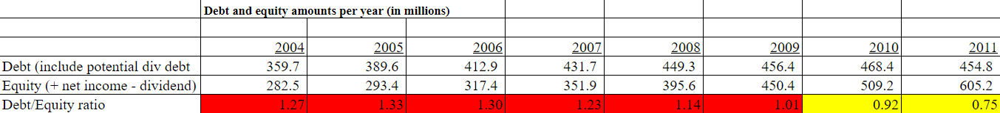 Debt and equity amounts per year (in millions)
2004 2005 2006 2007 2008 2009 2010 2011
Debt (include potential div debt 359.7 389.6 412.9 431.7 449.3 456.4 468.4 454.8
Equity (+ net income - dividend) 282.5 293.4 317.4 351.9 395.6 450.4 509.2 605.2
Debt/Equity ratio 1.27 1.33 1.30 1.23 1.14 1.01 0.92 0.75